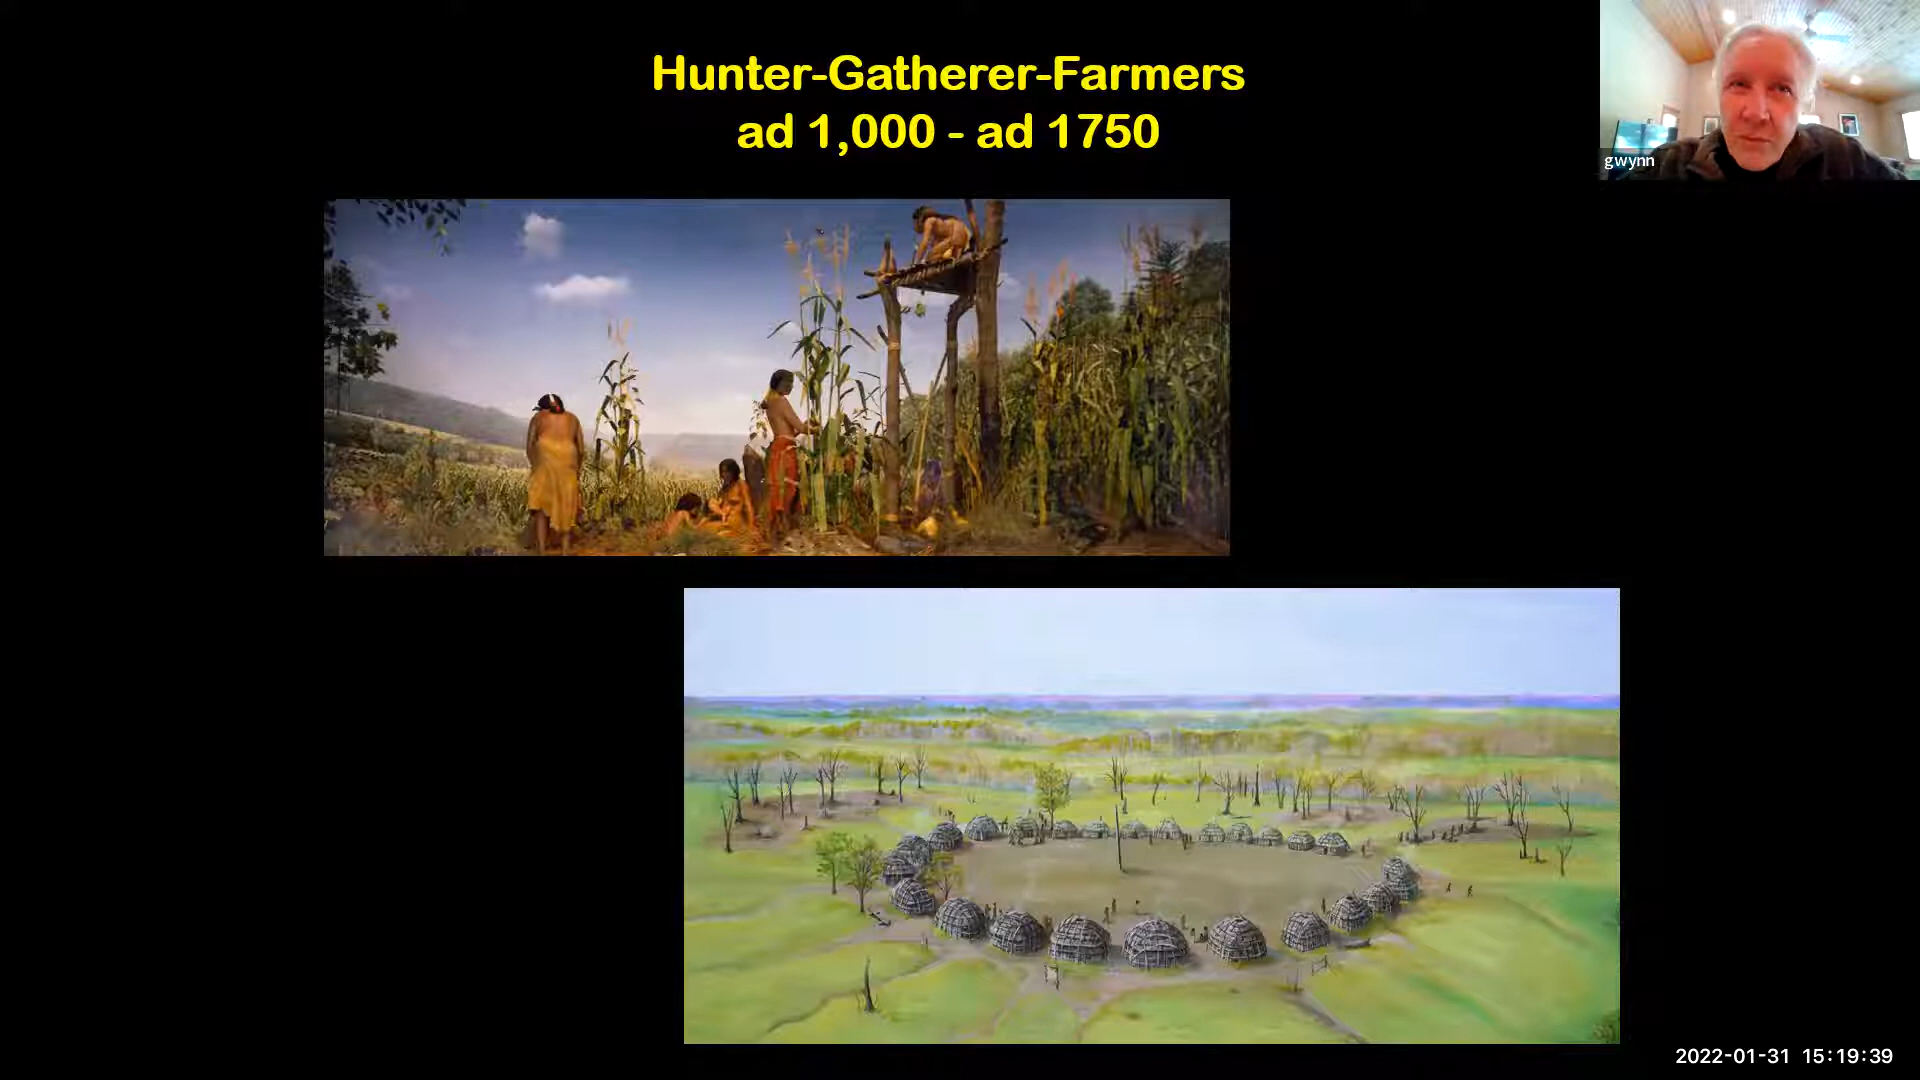 Hunter-Gatherer-Farmers
ad 1,000 - ad 1750
gwynn
2022-01-31 15:19:39